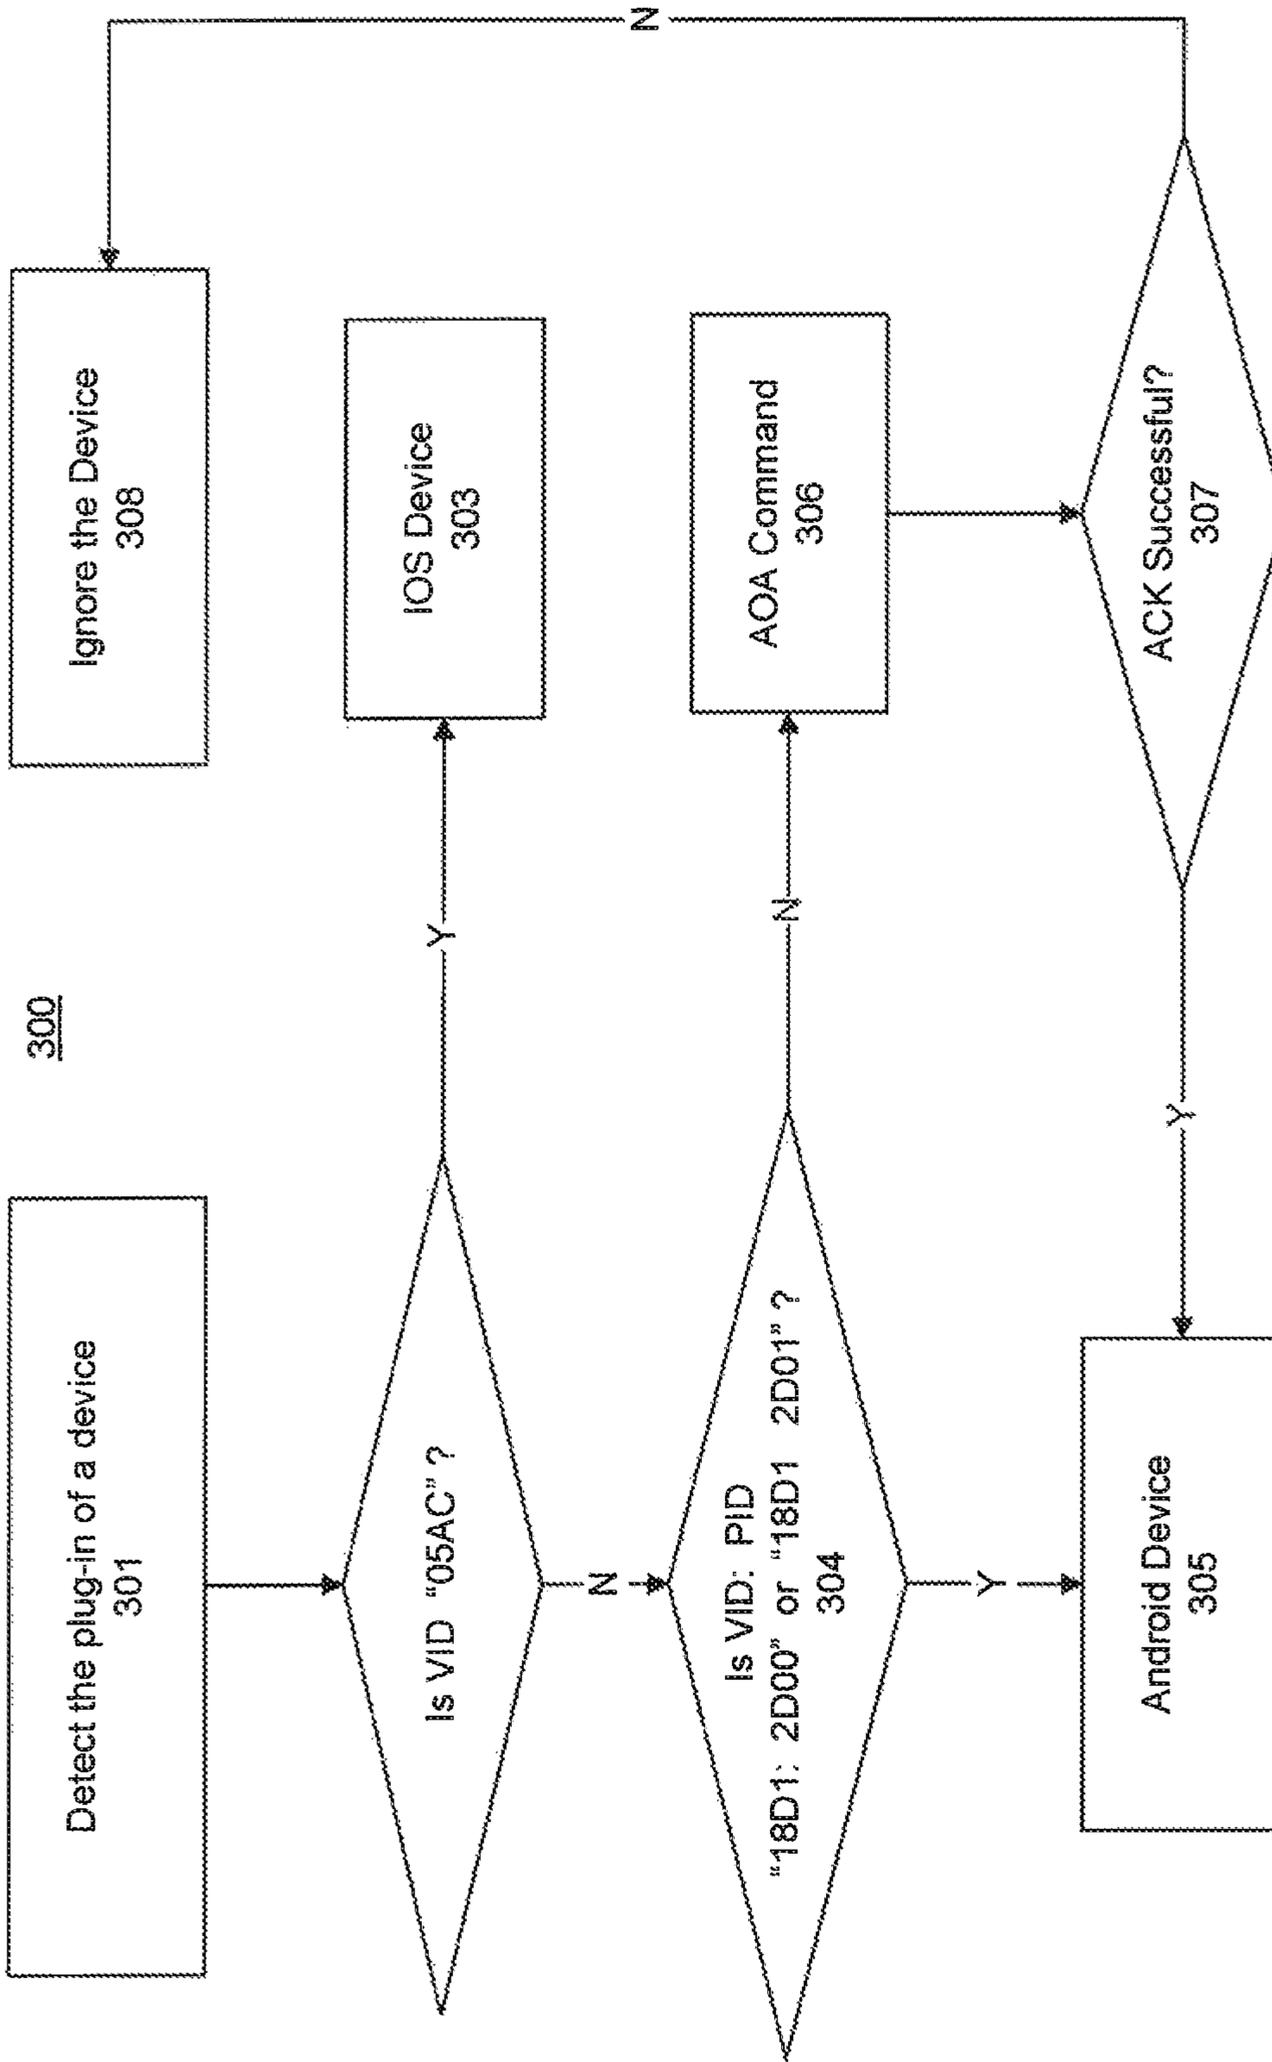 300
Detect the plug-in of a device
301
Ignore the Device
308
Is VID “05AC” ?
Y
IOS Device
303
N
N
Is VID: PID
“18D1: 2D00” or “18D1 2D01” ?
304
N
AOA Command
306
Y
Android Device
305
Y
ACK Successful?
307